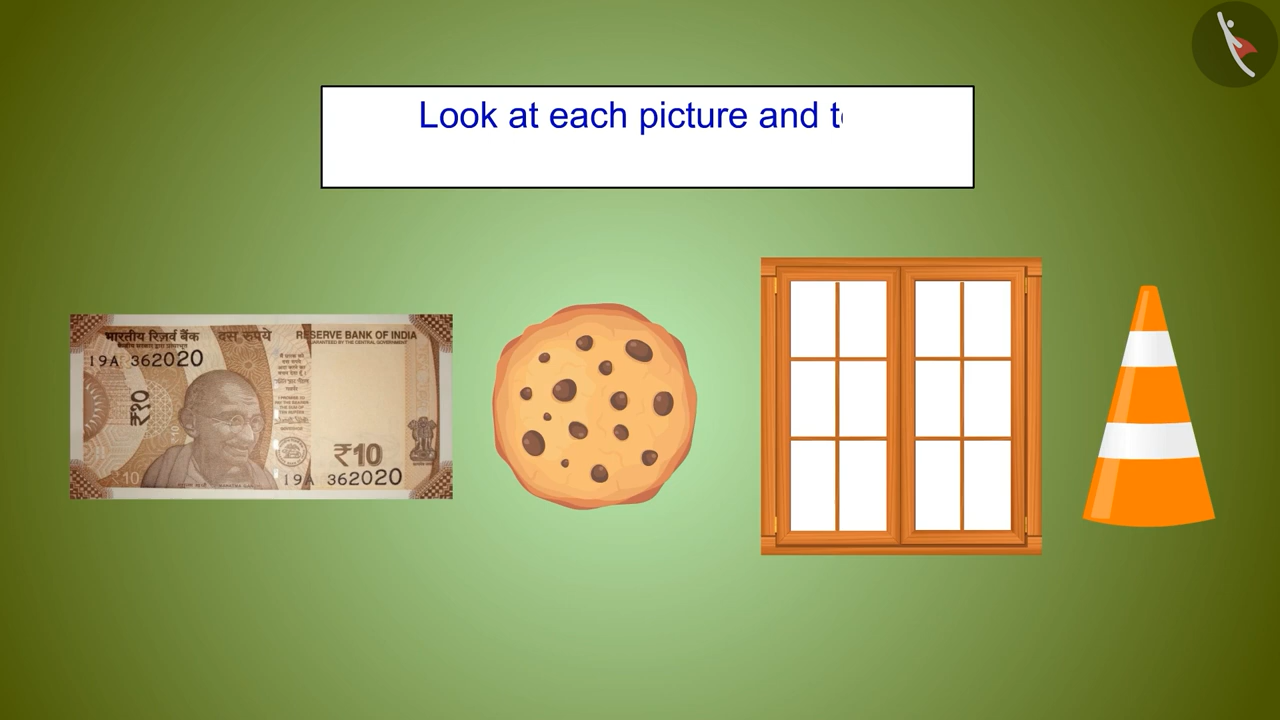 Look at each picture and t
भारतीय रिज़र्व बैंक
दस रुपये
RESERVE BANK OF INDIA
GUARANTEED BY THE CENTRAL GOVERNMENT
19A 362020
₹10
₹10
₹10
19A 362020